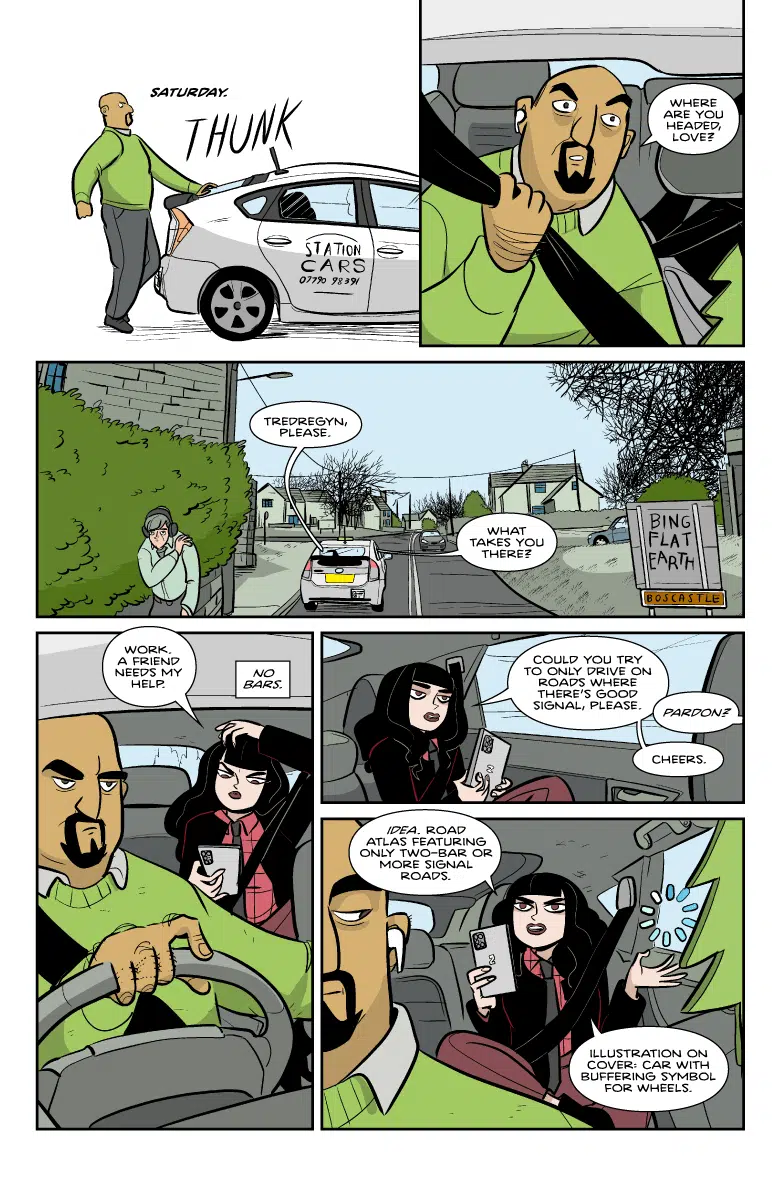 SATURDAY.
THUNK
STATION
CARS
07790 98391
WHERE
ARE YOU
HEADED,
LOVE?
TREDREGYN,
PLEASE.
WHAT
TAKES YOU
THERE?
BING
FLAT
EARTH
BOSCASTLE
WORK.
A FRIEND
NEEDS MY
HELP.
NO
BARS.
COULD YOU TRY
TO ONLY DRIVE ON
ROADS WHERE
THERE'S GOOD
SIGNAL, PLEASE.
PARDON?
CHEERS.
IDEA. ROAD
ATLAS FEATURING
ONLY TWO-BAR OR
MORE SIGNAL
ROADS.
ILLUSTRATION ON
COVER: CAR WITH
BUFFERING SYMBOL
FOR WHEELS.